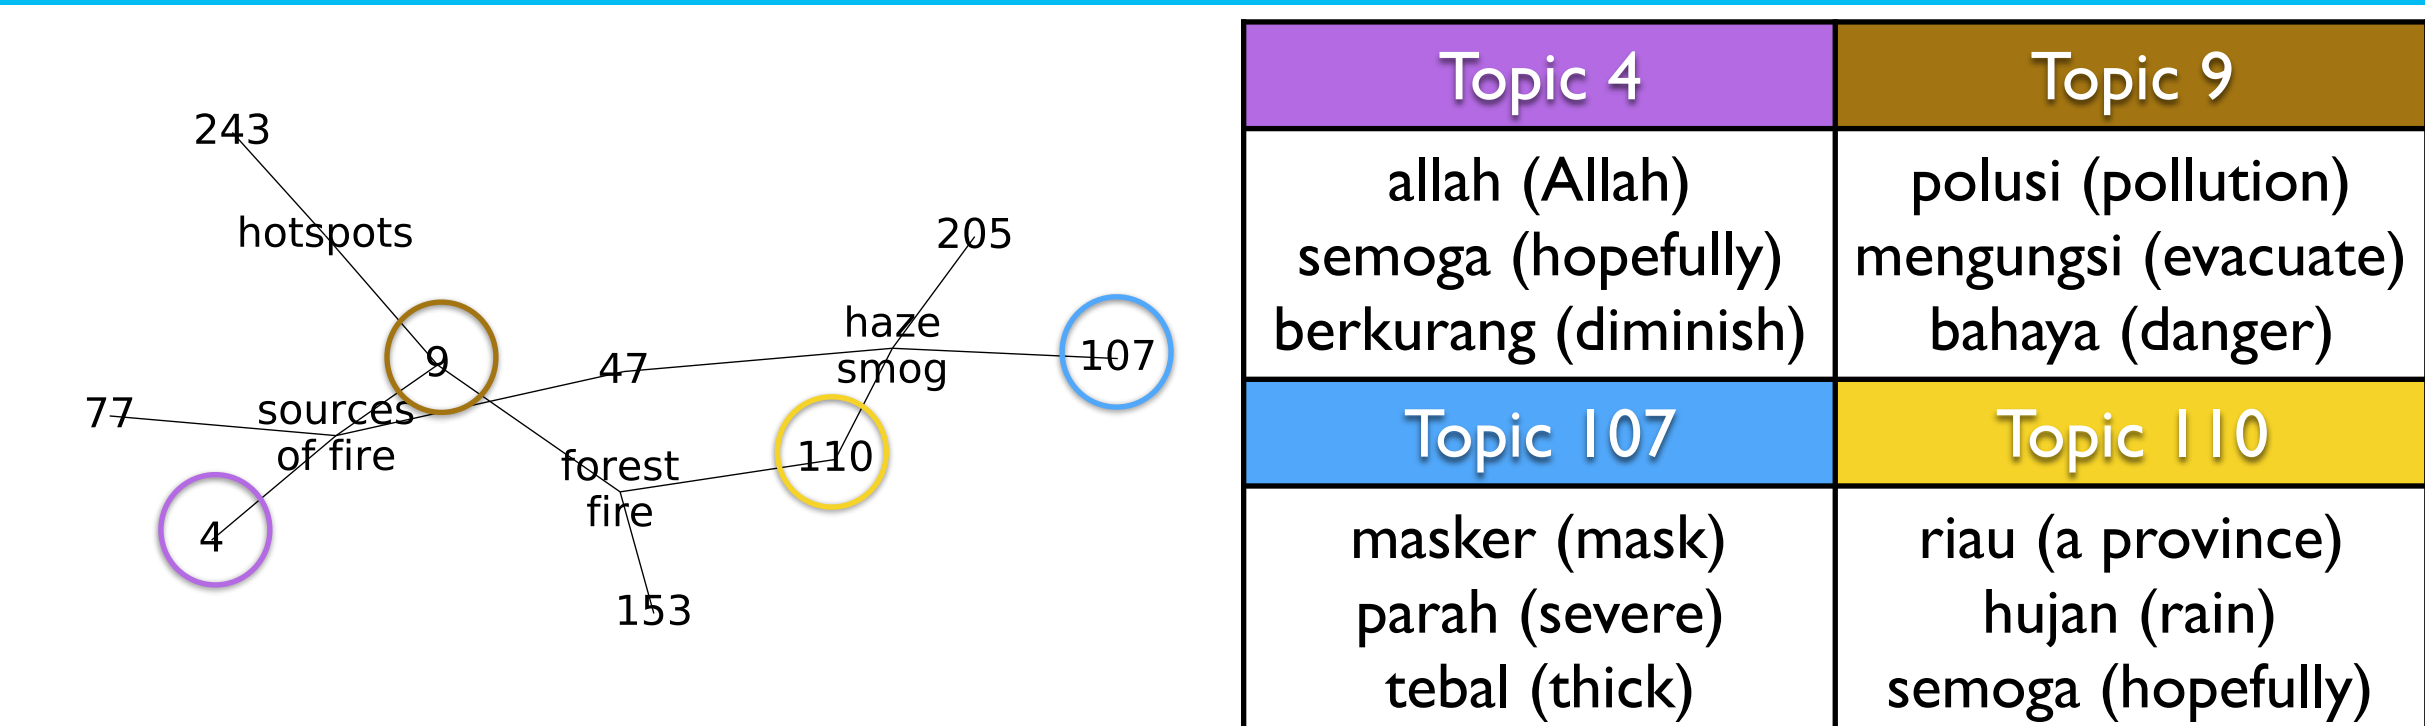 243
hotspots
205
haze
smog
9
47
107
77
sources
of fire
110
forest
fire
4
153
Topic 4
Topic 9
allah (Allah)
semoga (hopefully)
berkurang (diminish)
polusi (pollution)
mengungsi (evacuate)
bahaya (danger)
Topic 107
Topic 110
masker (mask)
parah (severe)
tebal (thick)
riau (a province)
hujan (rain)
semoga (hopefully)